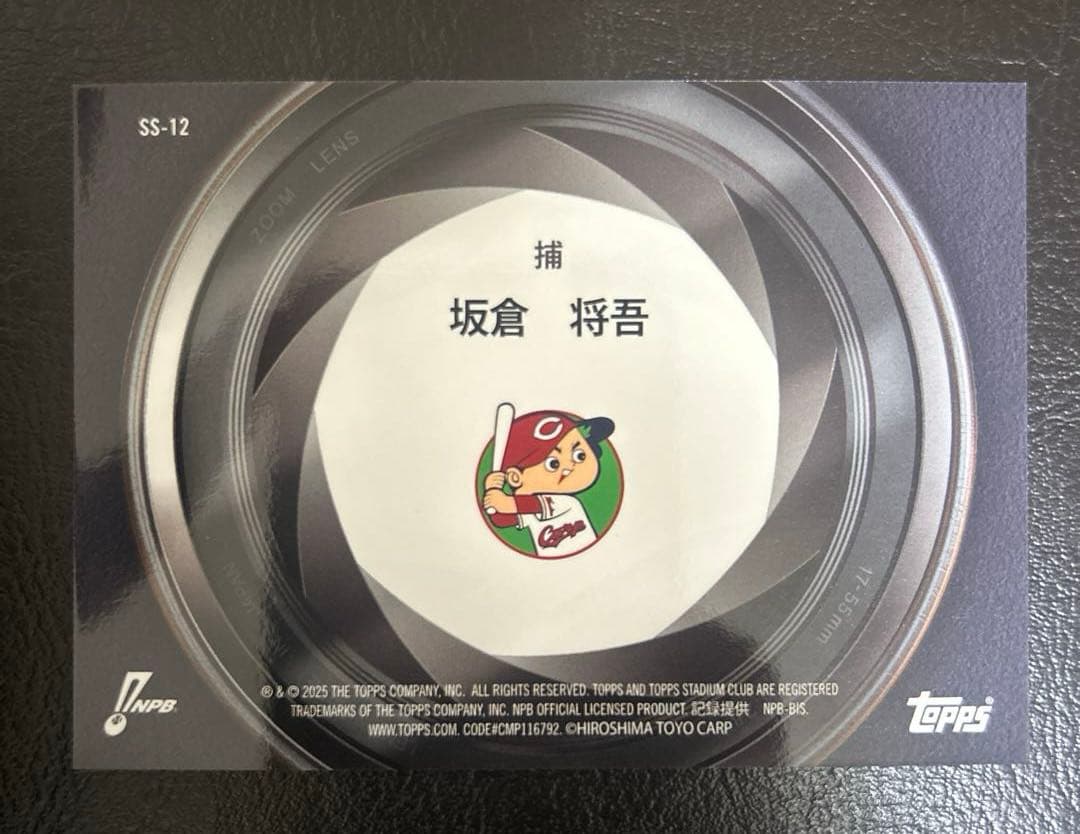 SS-12
ZOOM LENS
捕
坂倉 将吾
C
Carp
JAPAN
17-55mm
® & © 2025 THE TOPPS COMPANY, INC. ALL RIGHTS RESERVED. TOPPS AND TOPPS STADIUM CLUB ARE REGISTERED
TRADEMARKS OF THE TOPPS COMPANY, INC. NPB OFFICIAL LICENSED PRODUCT. 記録提供 NPB-BIS.
WWW.TOPPS.COM. CODE#CMP116792. ©HIROSHIMA TOYO CARP
NPB
topps®